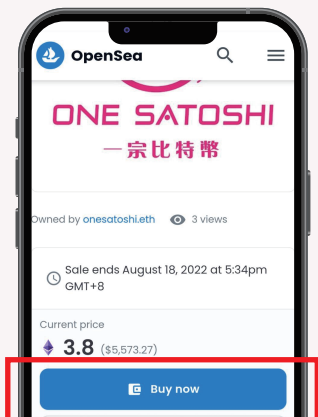 OpenSea
ONE SATOSHI
一宗比特幣
Owned by onesatoshi.eth 3 views
Sale ends August 18, 2022 at 5:34pm
GMT+8
Current price
3.8 ($5,573.27)
Buy now